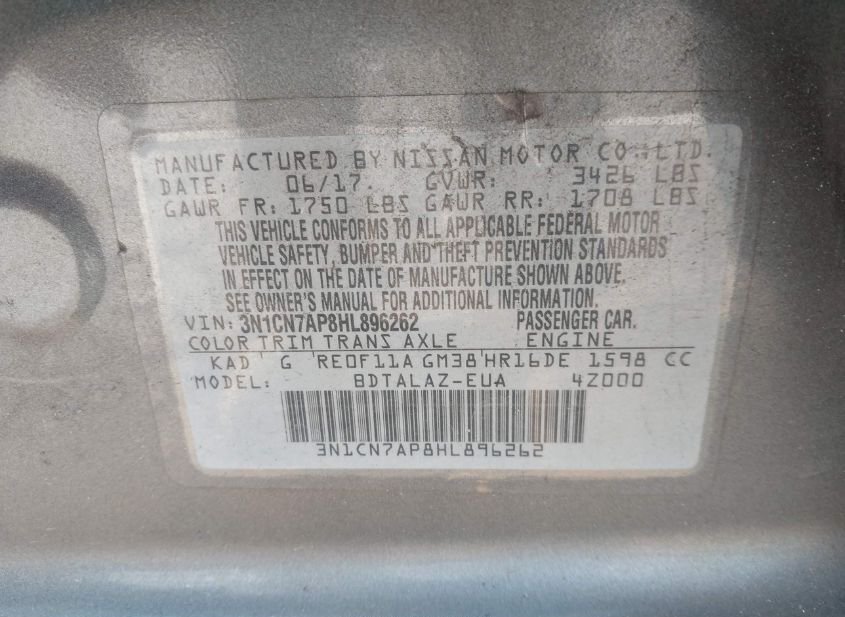 MANUFACTURED BY NISSAN MOTOR CO., LTD.
DATE: 06/17. GVWR: 3426 LBS
GAWR FR: 1750 LBS GAWR RR: 1708 LBS
THIS VEHICLE CONFORMS TO ALL APPLICABLE FEDERAL MOTOR
VEHICLE SAFETY, BUMPER AND THEFT PREVENTION STANDARDS
IN EFFECT ON THE DATE OF MANUFACTURE SHOWN ABOVE.
SEE OWNER'S MANUAL FOR ADDITIONAL INFORMATION.
VIN: 3N1CN7AP8HL896262 PASSENGER CAR.
COLOR TRIM TRANS AXLE ENGINE
KAD G RE0F11A GM38 HR16DE 1598 CC
MODEL: BDTALAZ-EUA 4Z000
3N1CN7AP8HL896262